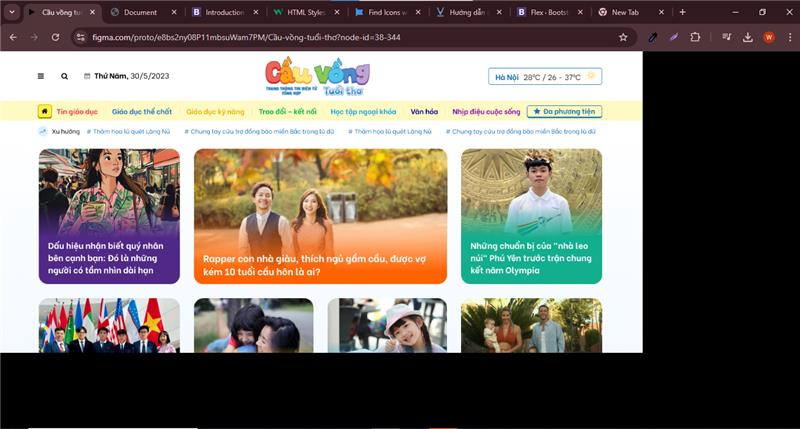 Cầu vồng tu
Document
Introduction
HTML Styles
Find Icons w
Hướng dẫn
Flex · Boots
New Tab
figma.com/proto/e8bs2ny08P11mbsuWam7PM/Cầu-vồng-tuổi-thơ?node-id=38-344
W
Thứ Năm, 30/5/2023
Cầu Vồng
TRANG THÔNG TIN ĐIỆN TỬ
TỔNG HỢP
Tuổi thơ
Hà Nội 28°C / 26 - 37°C
Tin giáo dục
Giáo dục thể chất
Giáo dục kỹ năng
Trao đổi – kết nối
Học tập ngoại khóa
Văn hóa
Nhịp điệu cuộc sống
Đa phương tiện
Xu hướng
# Thảm họa lũ quét Làng Nủ
# Chung tay cứu trợ đồng bào miền Bắc trong lũ dữ
# Thảm họa lũ quét Làng Nủ
# Chung tay cứu trợ đồng bào miền Bắc trong lũ dữ
Dấu hiệu nhận biết quý nhân
bên cạnh bạn: Đó là những
người có tầm nhìn dài hạn
Rapper con nhà giàu, thích ngủ gầm cầu, được vợ
kém 10 tuổi cầu hôn là ai?
Những chuẩn bị của "nhà leo
núi" Phú Yên trước trận chung
kết năm Olympia